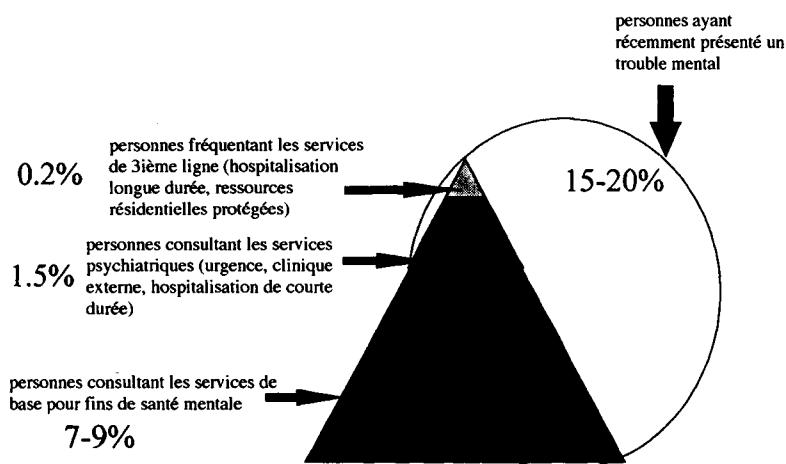 personnes ayant
récemment présenté un
trouble mental
15-20%
personnes fréquentant les services
de 3ième ligne (hospitalisation
longue durée, ressources
résidentielles protégées)
0.2%
personnes consultant les services
psychiatriques (urgence, clinique
externe, hospitalisation de courte
durée)
1.5%
personnes consultant les services de
base pour fins de santé mentale
7-9%